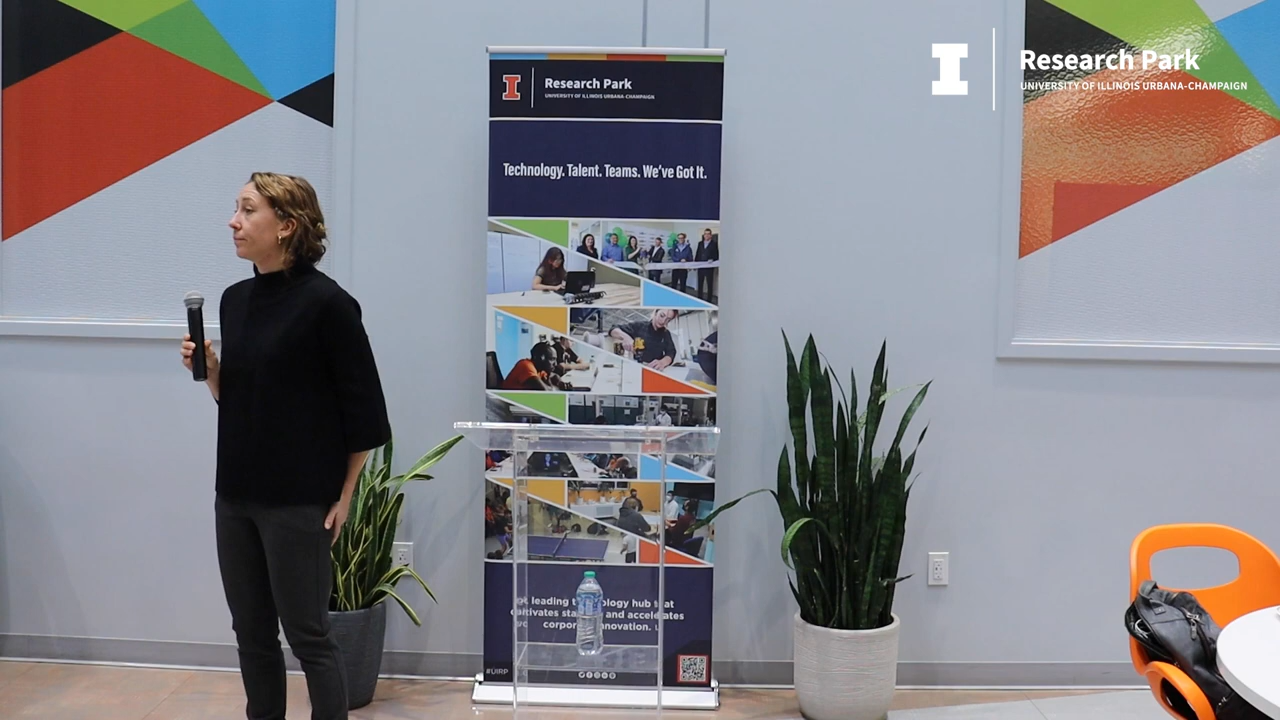 Research Park
UNIVERSITY OF ILLINOIS URBANA-CHAMPAIGN
Research Park
UNIVERSITY OF ILLINOIS URBANA-CHAMPAIGN
Technology. Talent. Teams. We've Got It.
leading ology hub that
cultivates and accelerates
innovation.
#UIRP